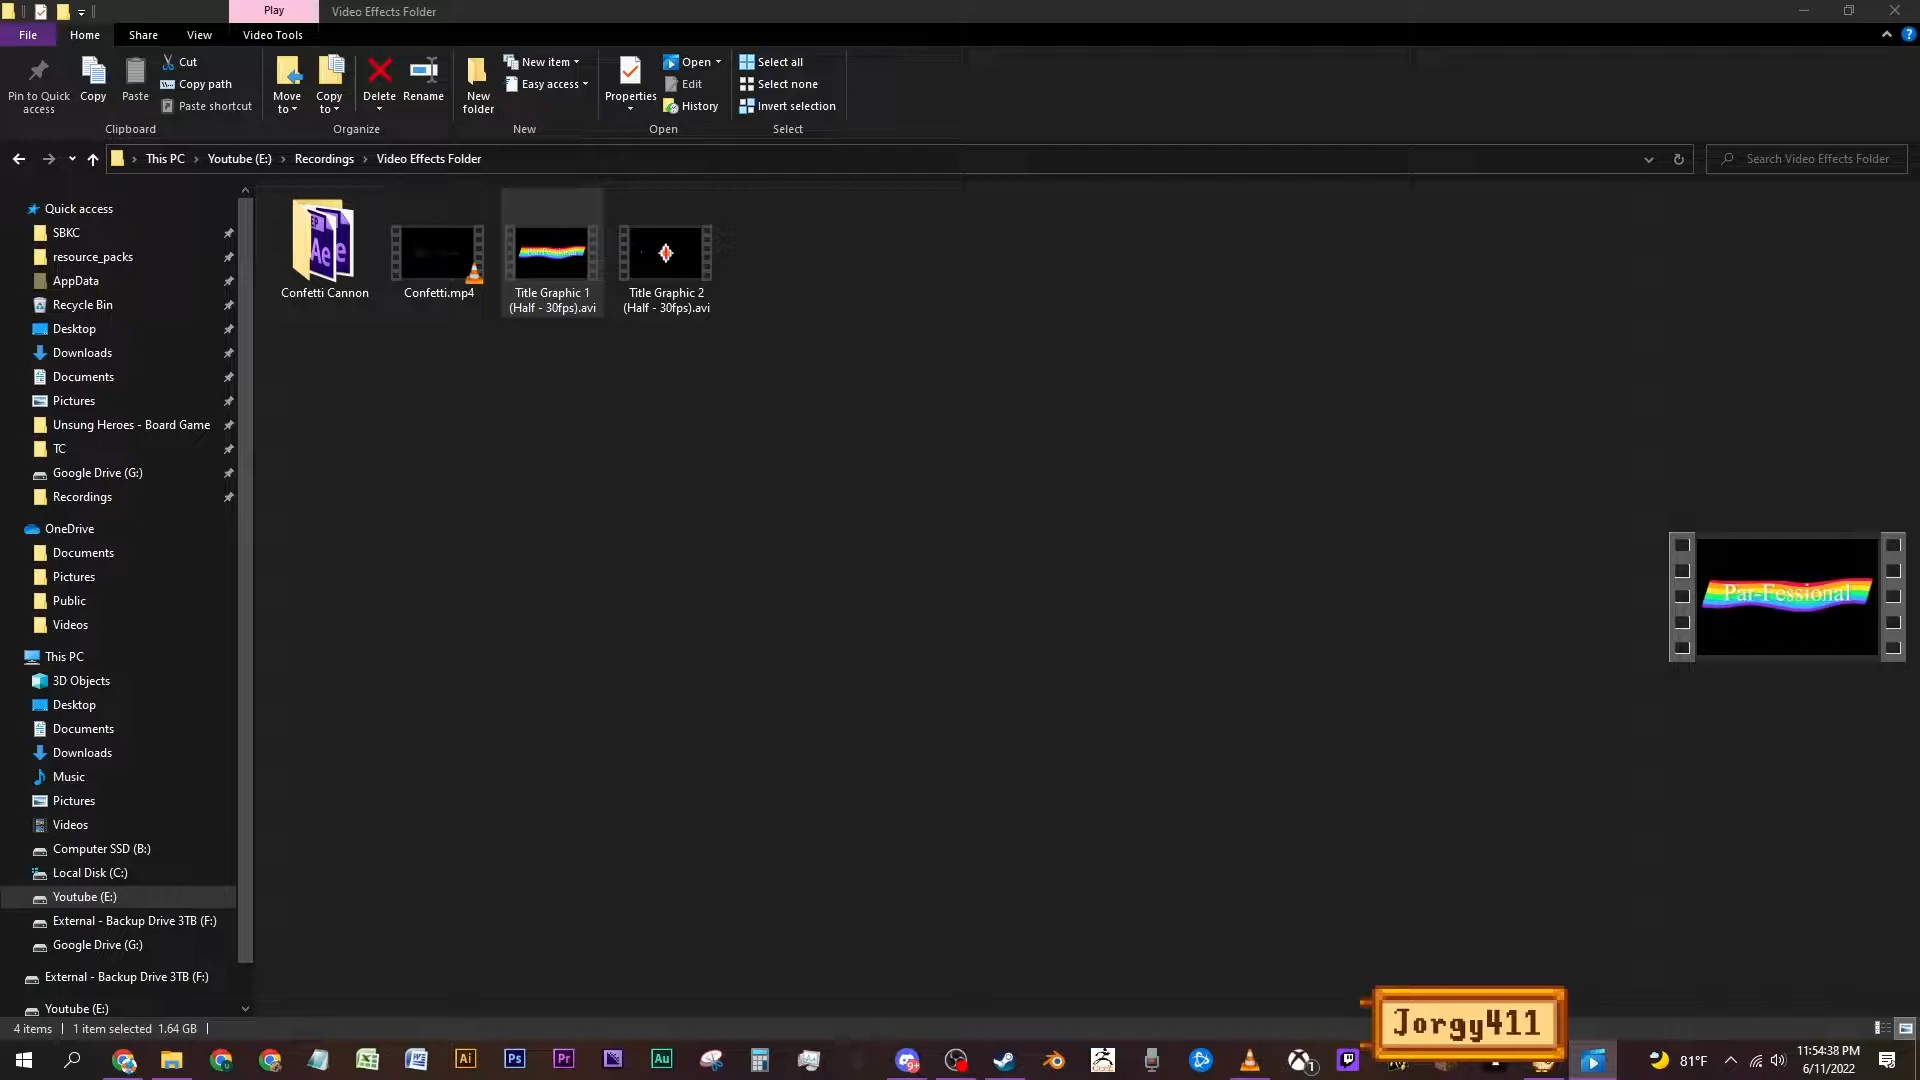 Play
Video Effects Folder
File
Home
Share
View
Video Tools
Pin to Quick
access
Copy
Paste
Cut
Copy path
Paste shortcut
Clipboard
Move
to
Copy
to
Delete
Rename
Organize
New
folder
New item
Easy access
New
Properties
Open
Edit
History
Open
Select all
Select none
Invert selection
Select
This PC
Youtube (E:)
Recordings
Video Effects Folder
Search Video Effects Folder
Quick access
SBKC
resource_packs
AppData
Recycle Bin
Desktop
Downloads
Documents
Pictures
Unsung Heroes - Board Game
TC
Google Drive (G:)
Recordings
OneDrive
Documents
Pictures
Public
Videos
This PC
3D Objects
Desktop
Documents
Downloads
Music
Pictures
Videos
Computer SSD (B:)
Local Disk (C:)
Youtube (E:)
External - Backup Drive 3TB (F:)
Google Drive (G:)
External - Backup Drive 3TB (F:)
Youtube (E:)
Confetti Cannon
Confetti.mp4
Title Graphic 1
(Half - 30fps).avi
Title Graphic 2
(Half - 30fps).avi
Par-Fessional
4 items
1 item selected 1.64 GB
Jorgy411
Ai
Ps
Pr
Au
9+
1
81°F
11:54:38 PM
6/11/2022